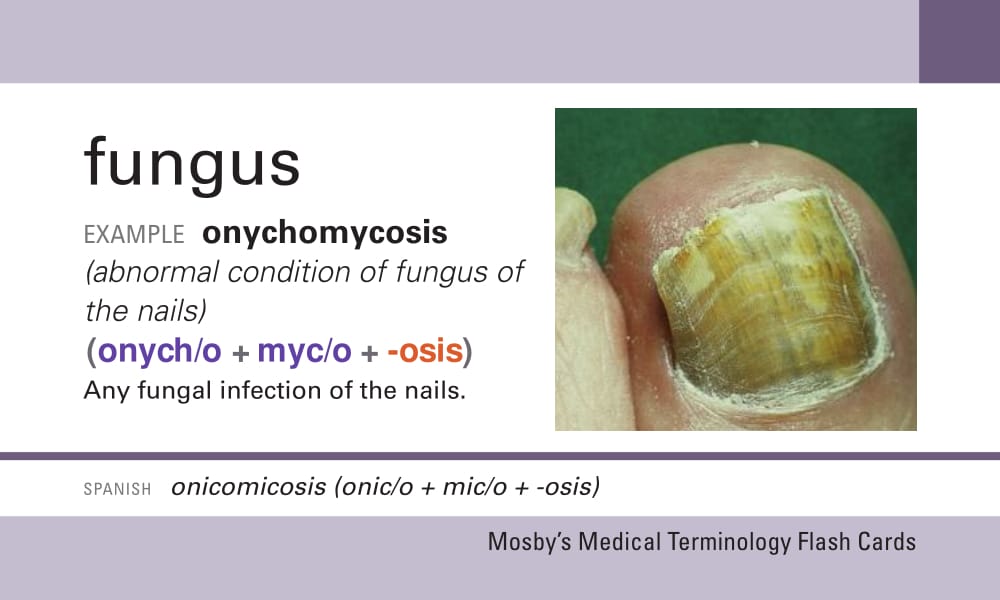 fungus
EXAMPLE onychomycosis
(abnormal condition of fungus of
the nails)
(onych/o + myc/o + -osis)
Any fungal infection of the nails.
SPANISH onicomicosis (onic/o + mic/o + -osis)
Mosby's Medical Terminology Flash Cards